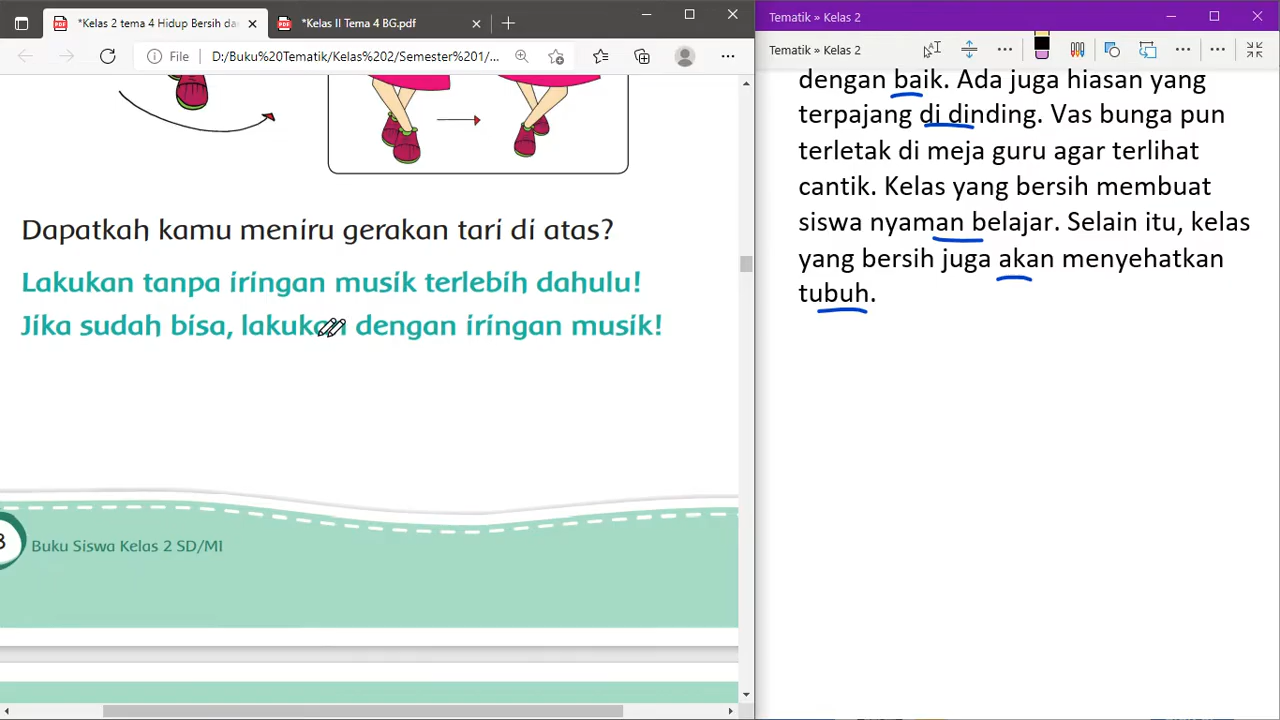 *Kelas 2 tema 4 Hidup Bersih da
*Kelas II Tema 4 BG.pdf
File
D:/Buku%20Tematik/Kelas%202/Semester%201/...
Dapatkah kamu meniru gerakan tari di atas?
Lakukan tanpa iringan musik terlebih dahulu!
Jika sudah bisa, lakukan dengan iringan musik!
Buku Siswa Kelas 2 SD/MI
Tematik » Kelas 2
Tematik » Kelas 2
dengan baik. Ada juga hiasan yang
terpajang di dinding. Vas bunga pun
terletak di meja guru agar terlihat
cantik. Kelas yang bersih membuat
siswa nyaman belajar. Selain itu, kelas
yang bersih juga akan menyehatkan
tubuh.